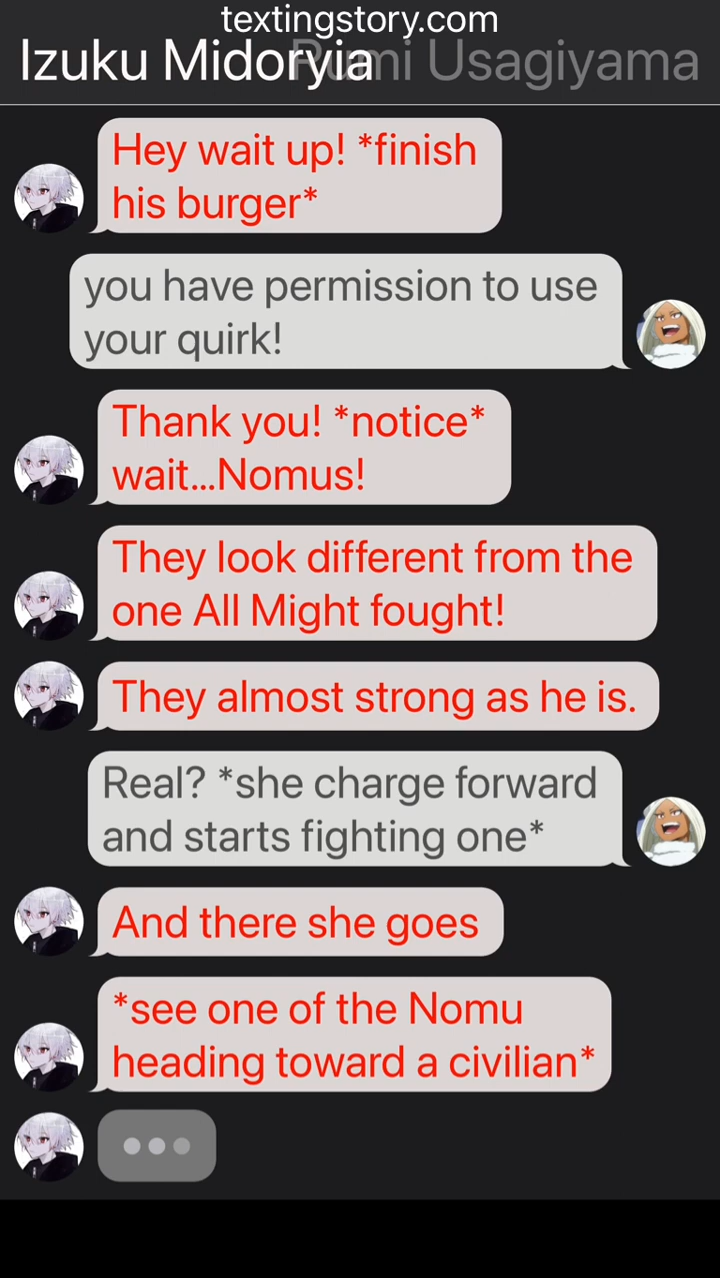 textingstory.com
Izuku Midoryia Rumi Usagiyama
Hey wait up! *finish
his burger*
you have permission to use
your quirk!
Thank you! *notice*
wait...Nomus!
They look different from the
one All Might fought!
They almost strong as he is.
Real? *she charge forward
and starts fighting one*
And there she goes
*see one of the Nomu
heading toward a civilian*